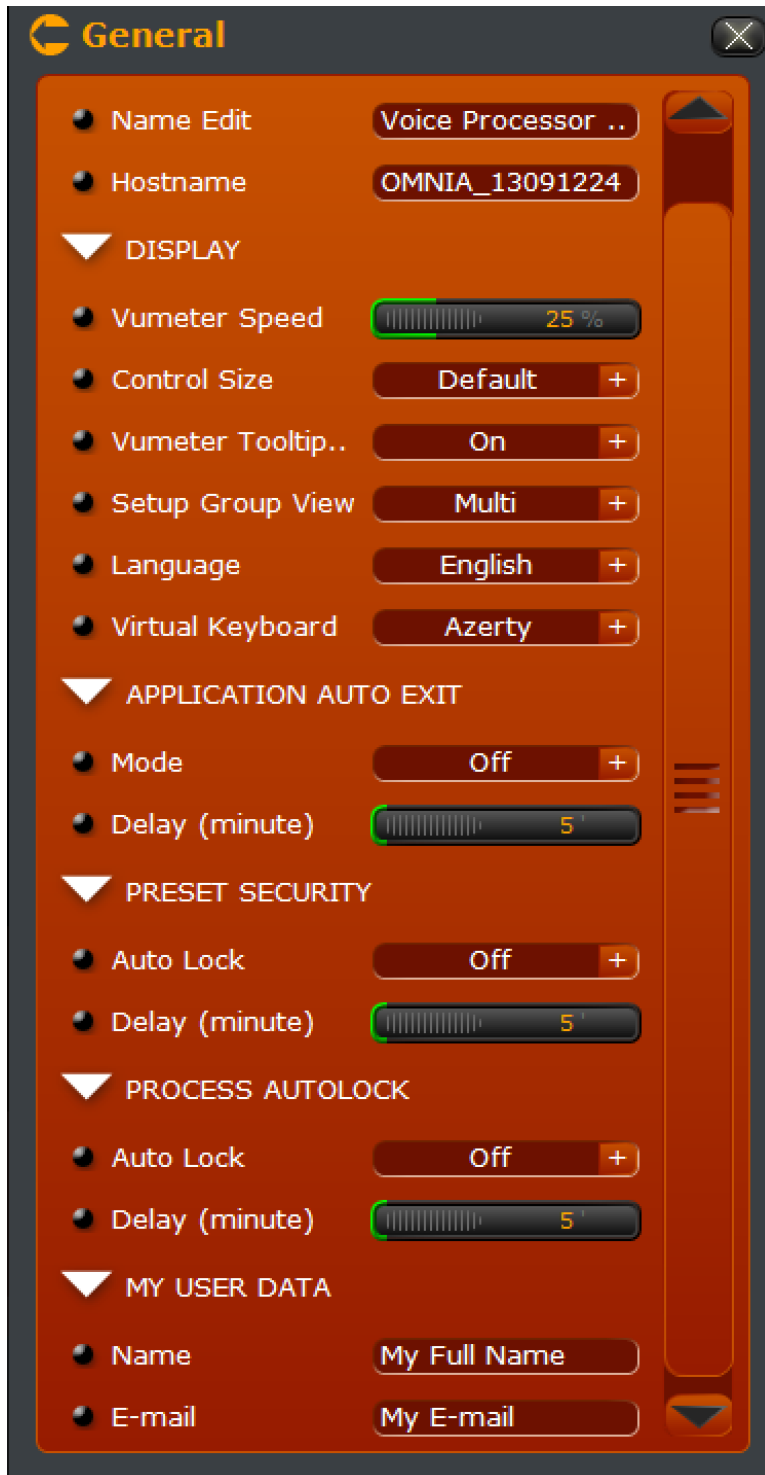 General
Name Edit Voice Processor ..
Hostname OMNIA_13091224
DISPLAY
Vumeter Speed 25 %
Control Size Default +
Vumeter Tooltip.. On +
Setup Group View Multi +
Language English +
Virtual Keyboard Azerty +
APPLICATION AUTO EXIT
Mode Off +
Delay (minute) 5 '
PRESET SECURITY
Auto Lock Off +
Delay (minute) 5 '
PROCESS AUTOLOCK
Auto Lock Off +
Delay (minute) 5 '
MY USER DATA
Name My Full Name
E-mail My E-mail